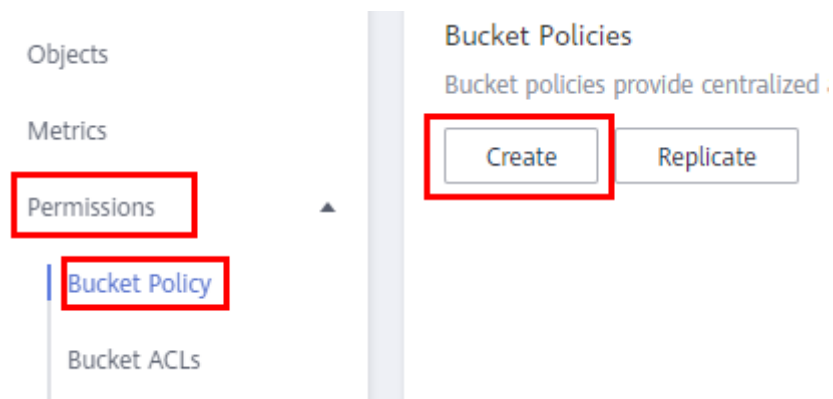 Objects
Metrics
Permissions
Bucket Policy
Bucket ACLs
Bucket Policies
Bucket policies provide centralized
Create
Replicate